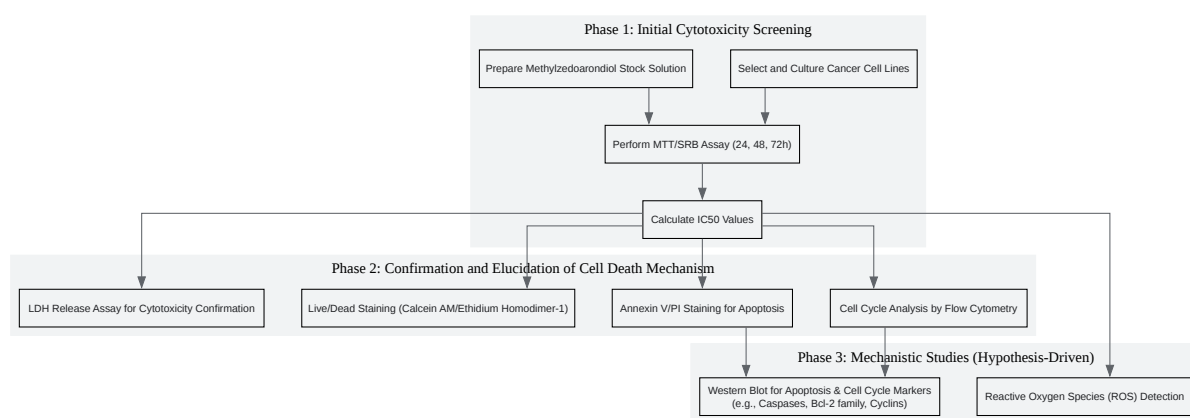 Phase 1: Initial Cytotoxicity Screening
Prepare Methylzedoarondiol Stock Solution
Select and Culture Cancer Cell Lines
Perform MTT/SRB Assay (24, 48, 72h)
Calculate IC50 Values
Phase 2: Confirmation and Elucidation of Cell Death Mechanism
LDH Release Assay for Cytotoxicity Confirmation
Live/Dead Staining (Calcein AM/Ethidium Homodimer-1)
Annexin V/PI Staining for Apoptosis
Cell Cycle Analysis by Flow Cytometry
Phase 3: Mechanistic Studies (Hypothesis-Driven)
Western Blot for Apoptosis & Cell Cycle Markers
(e.g., Caspases, Bcl-2 family, Cyclins)
Reactive Oxygen Species (ROS) Detection